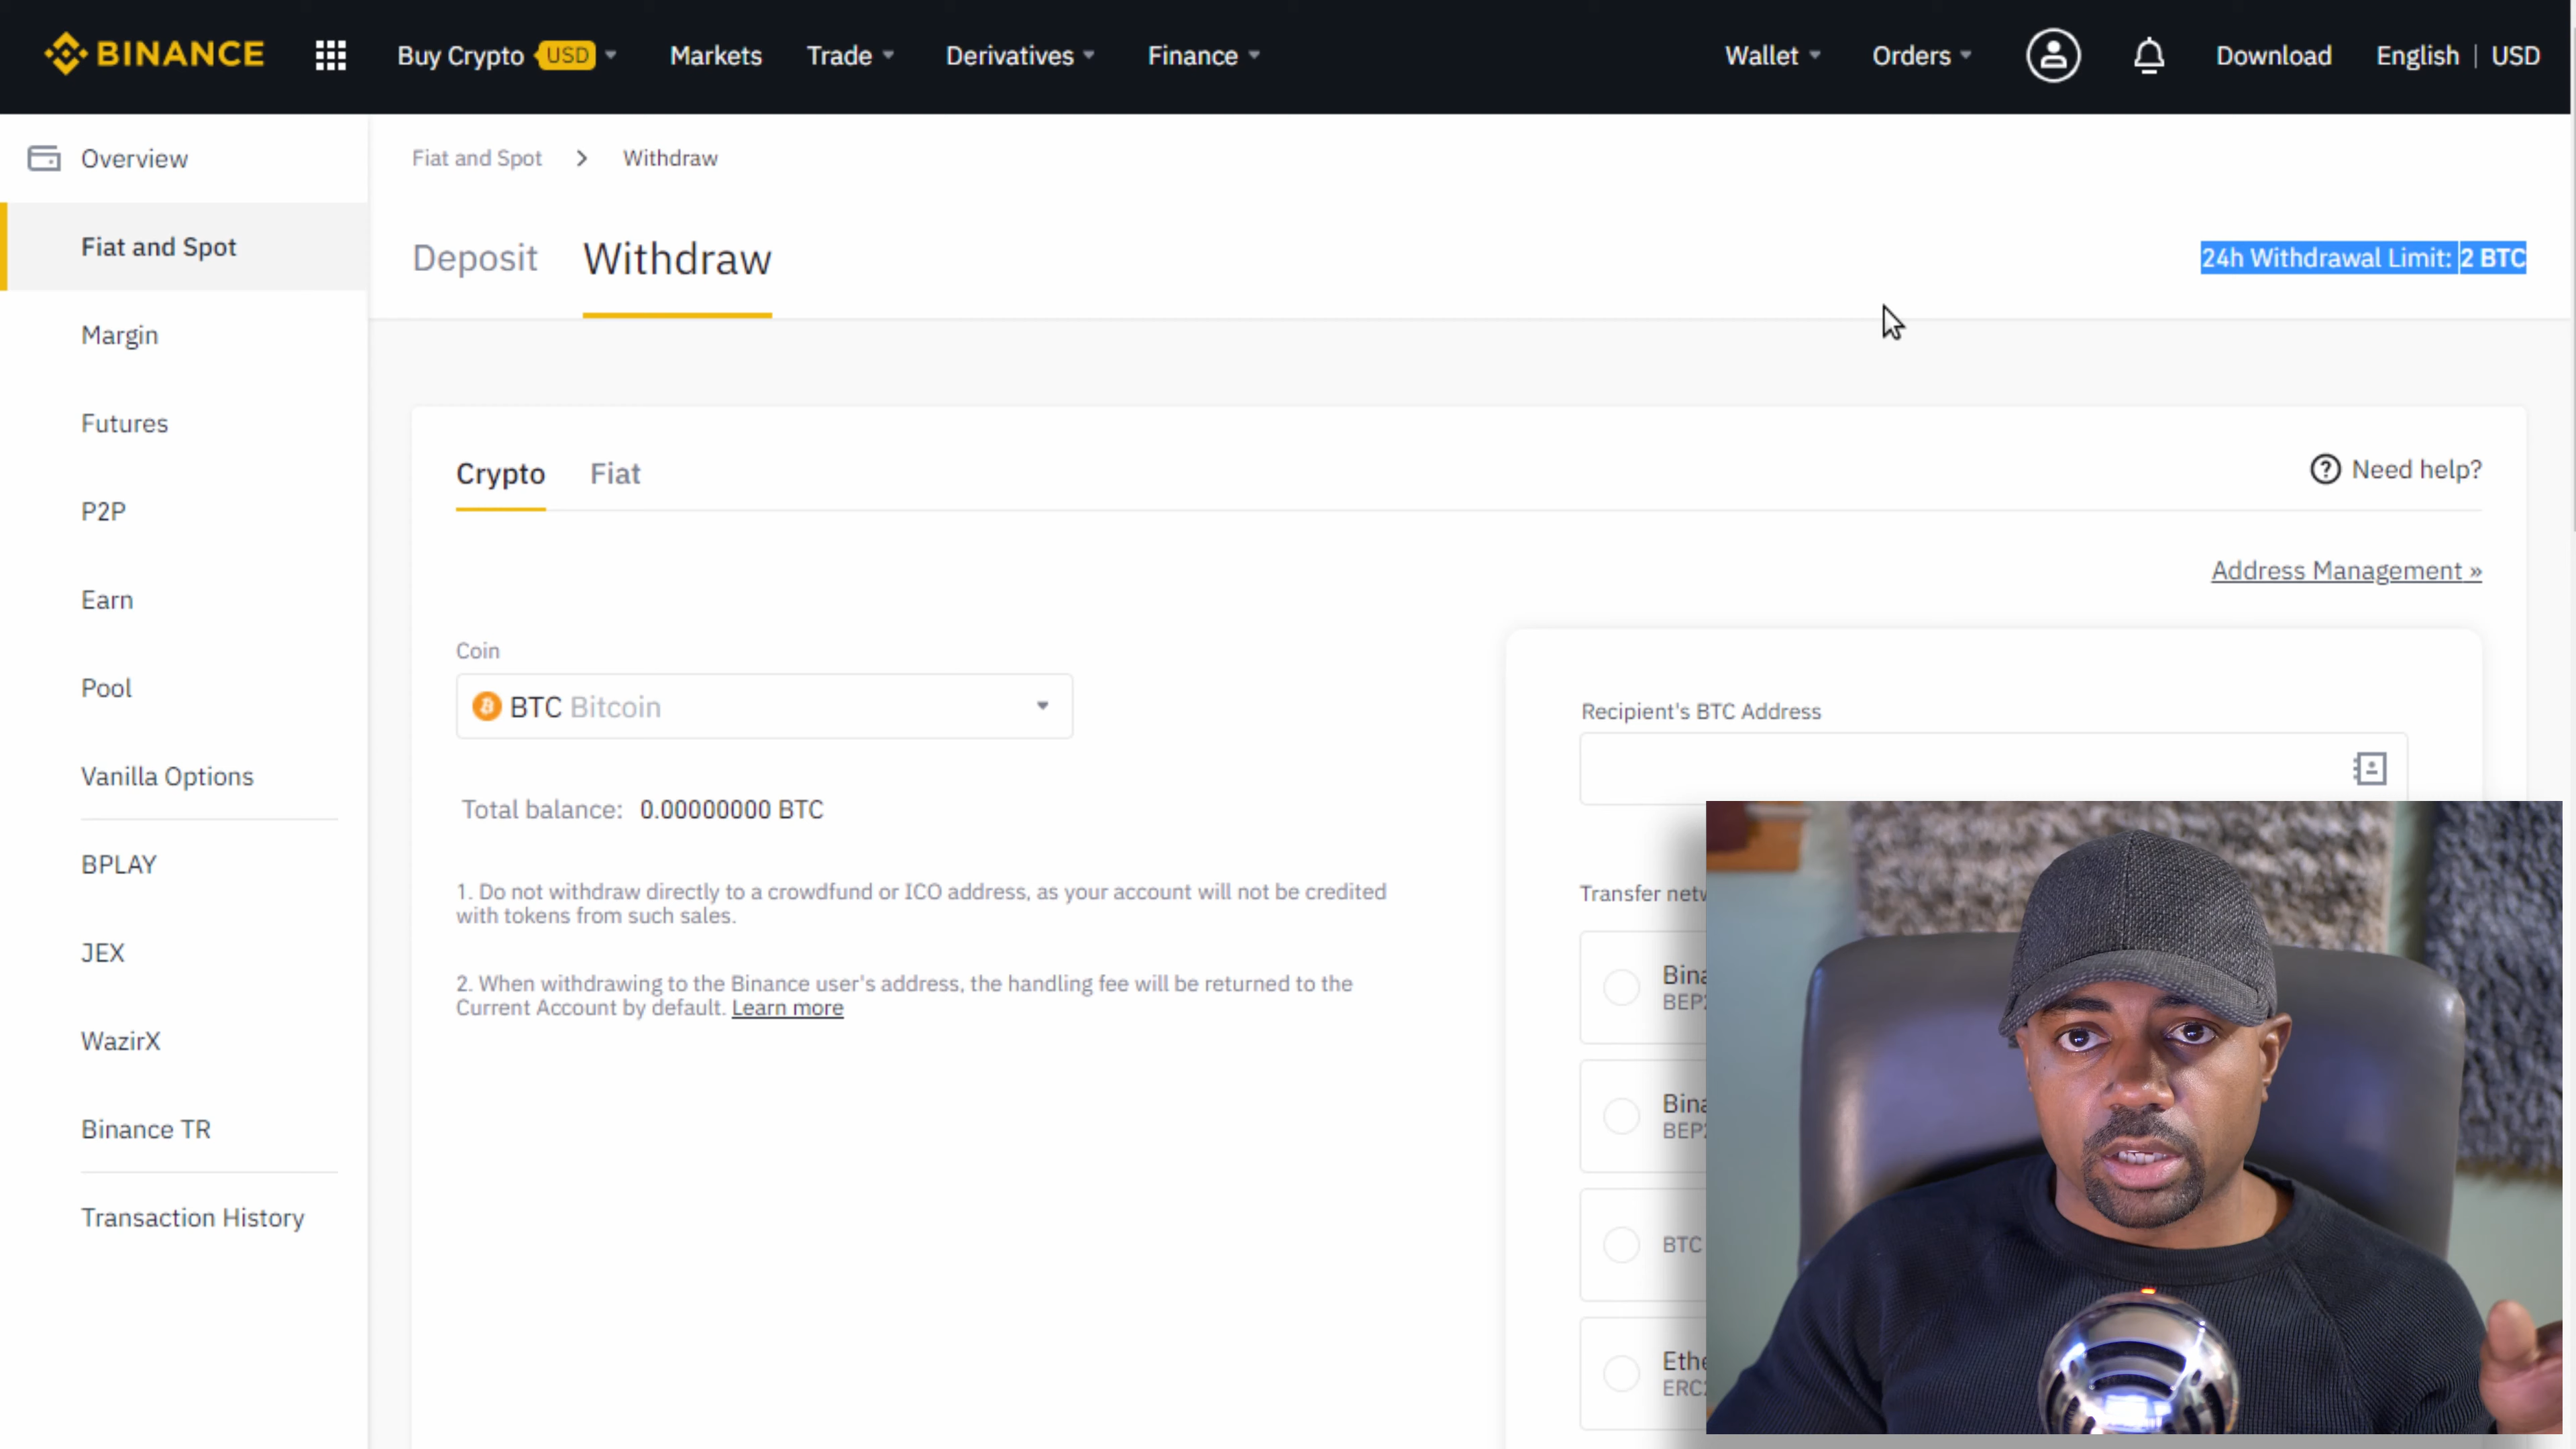 BINANCE Buy Crypto USD Markets Trade Derivatives Finance Wallet Orders Download English | USD
Overview
Fiat and Spot
Margin
Futures
P2P
Earn
Pool
Vanilla Options
BPLAY
JEX
WazirX
Binance TR
Transaction History
Fiat and Spot > Withdraw
Deposit Withdraw
24h Withdrawal Limit: 2 BTC
Crypto Fiat
Need help?
Address Management »
Coin
BTC Bitcoin
Total balance: 0.00000000 BTC
1. Do not withdraw directly to a crowdfund or ICO address, as your account will not be credited
with tokens from such sales.
2. When withdrawing to the Binance user's address, the handling fee will be returned to the
Current Account by default. Learn more
Recipient's BTC Address
Transfer
BTC